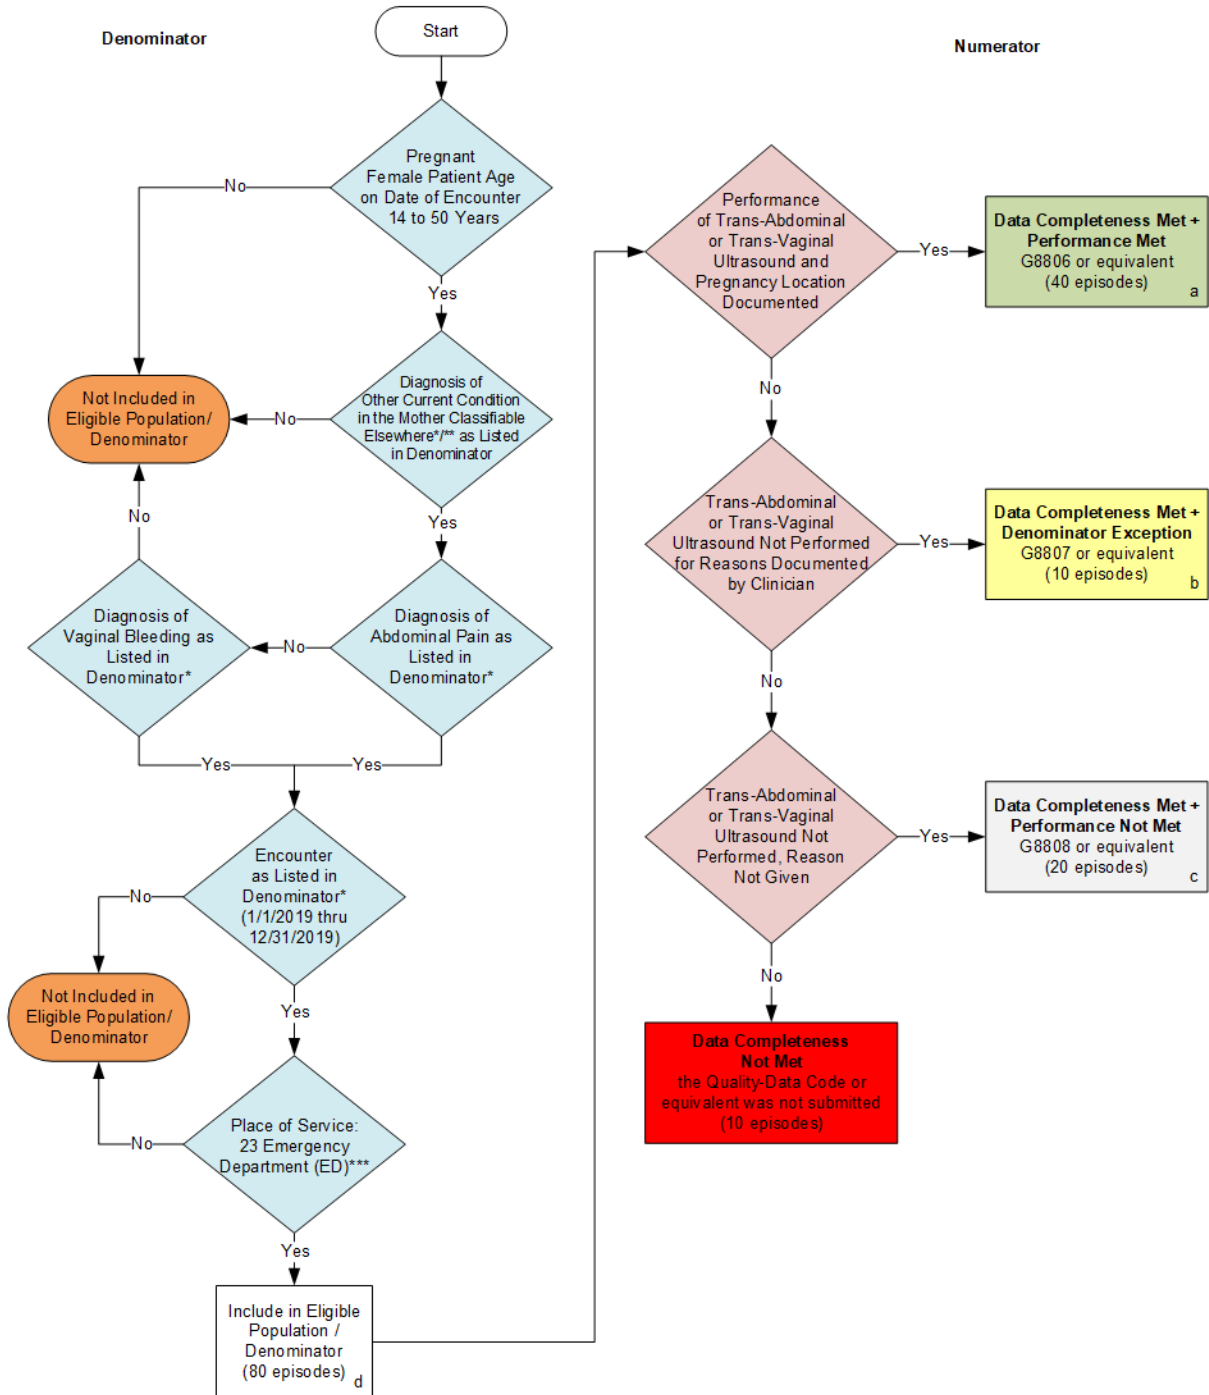 Denominator
Start
Numerator
Pregnant
Female Patient Age
on Date of Encounter
14 to 50 Years
No
Yes
Diagnosis of
Other Current Condition
in the Mother Classifiable
Elsewhere*/** as Listed
in Denominator
No
Not Included in
Eligible Population/
Denominator
Yes
No
Diagnosis of
Abdominal Pain as
Listed in
Denominator*
No
Diagnosis of
Vaginal Bleeding as
Listed in
Denominator*
Yes
Yes
Encounter
as Listed in
Denominator*
(1/1/2019 thru
12/31/2019)
No
Not Included in
Eligible Population/
Denominator
Yes
Place of Service:
23 Emergency
Department (ED)***
No
Yes
Include in Eligible
Population /
Denominator
(80 episodes)
d
Performance
of Trans-Abdominal
or Trans-Vaginal
Ultrasound and
Pregnancy Location
Documented
Yes
Data Completeness Met +
Performance Met
G8806 or equivalent
(40 episodes)
a
No
Trans-Abdominal
or Trans-Vaginal
Ultrasound Not Performed
for Reasons Documented
by Clinician
Yes
Data Completeness Met +
Denominator Exception
G8807 or equivalent
(10 episodes)
b
No
Trans-Abdominal
or Trans-Vaginal
Ultrasound Not
Performed, Reason
Not Given
Yes
Data Completeness Met +
Performance Not Met
G8808 or equivalent
(20 episodes)
c
No
Data Completeness
Not Met
the Quality-Data Code or
equivalent was not submitted
(10 episodes)